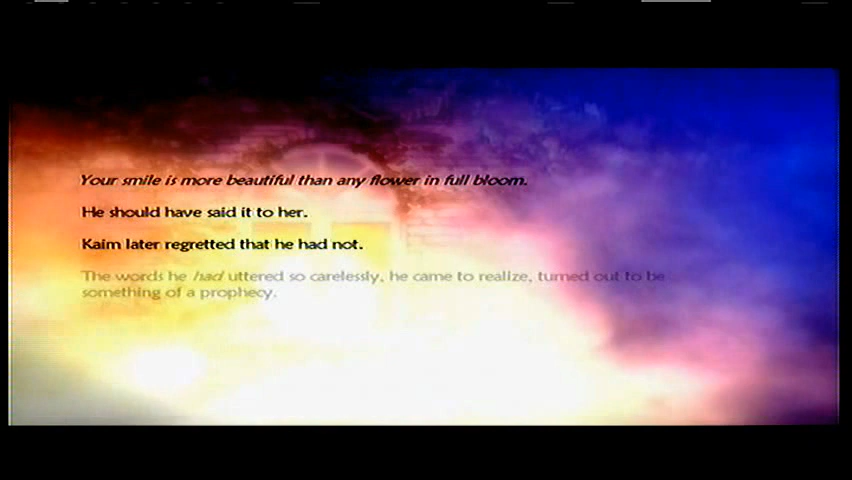 Your smile is more beautiful than any flower in full bloom.
He should have said it to her.
Kaim later regretted that he had not.
The words he had uttered so carelessly, he came to realize, turned out to be
something of a prophecy.